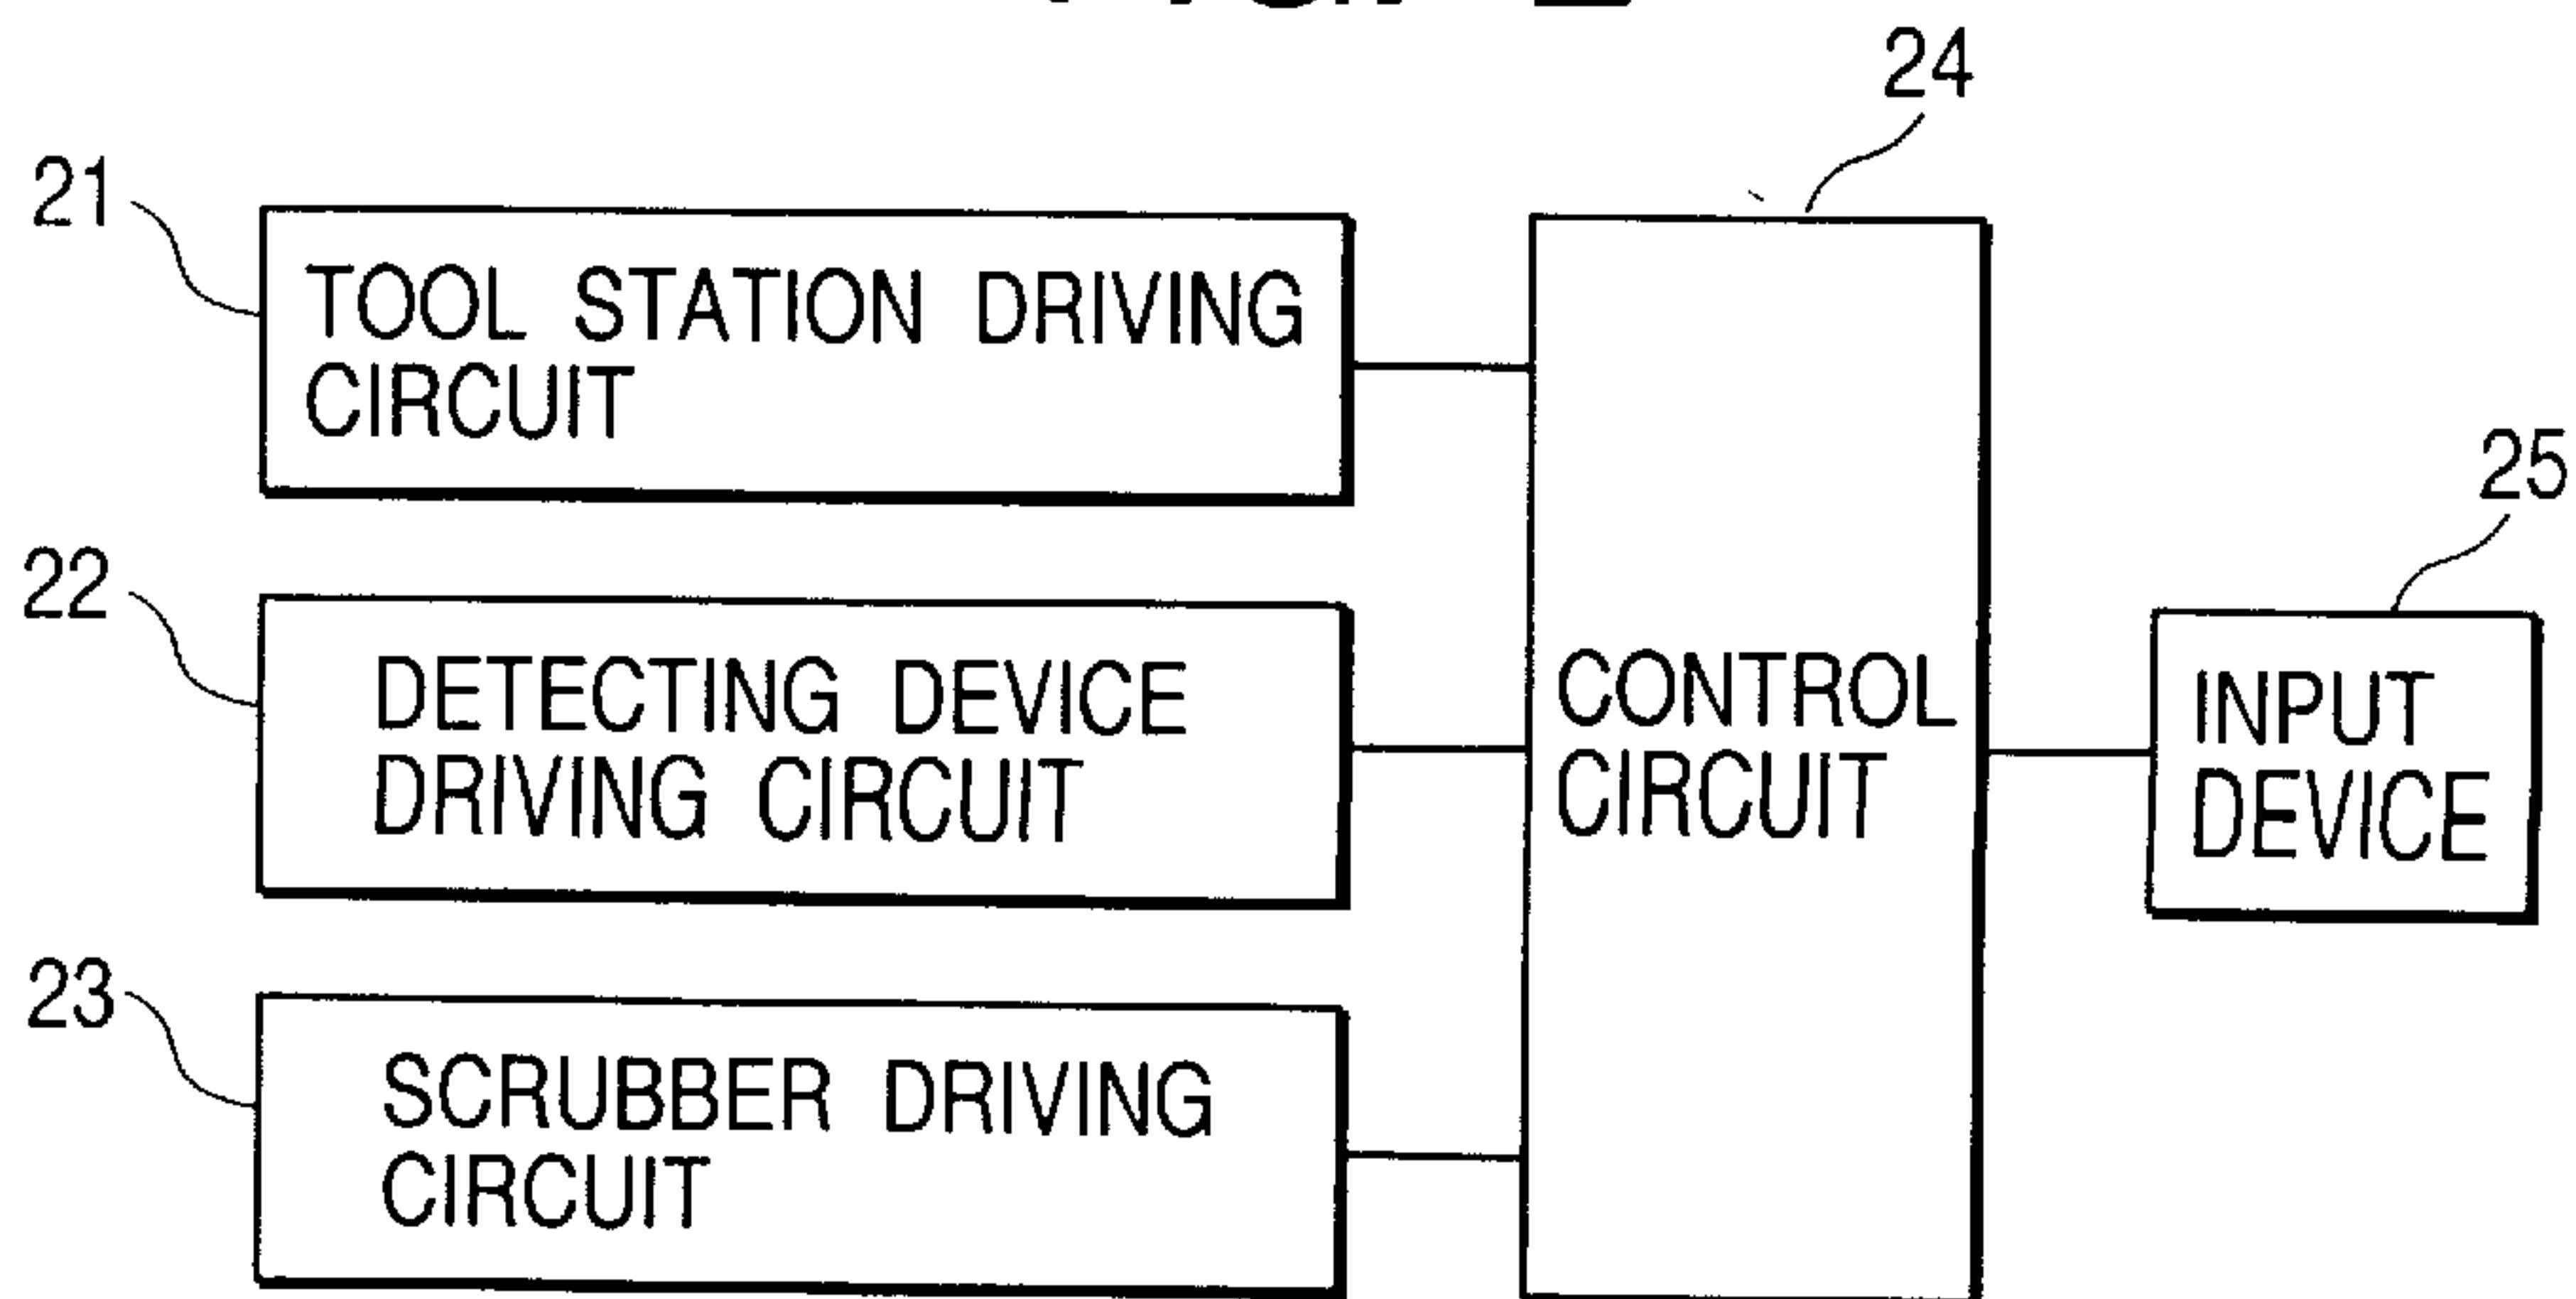 24
21
TOOL STATION DRIVING
CIRCUIT
25
22
DETECTING DEVICE
DRIVING CIRCUIT
CONTROL
CIRCUIT
INPUT
DEVICE
23
SCRUBBER DRIVING
CIRCUIT